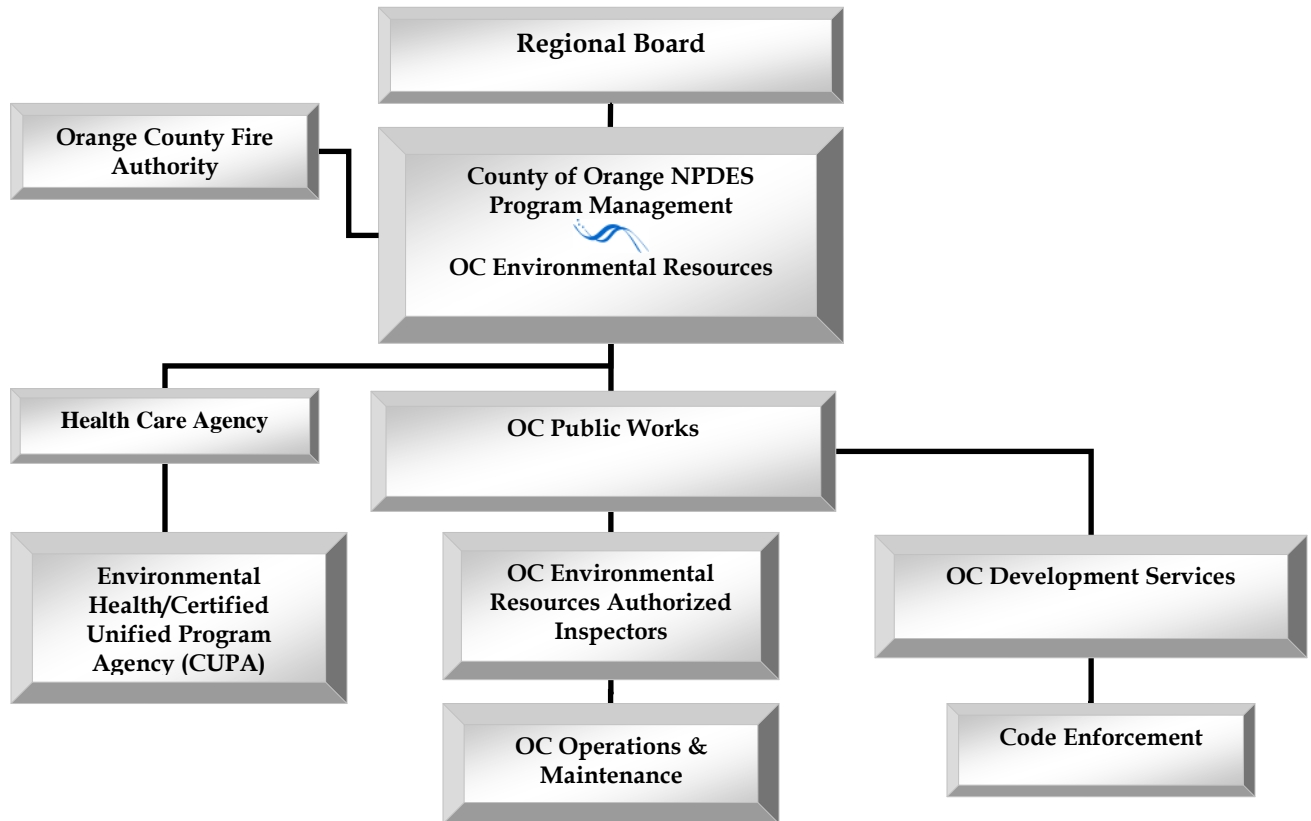 Regional Board
Orange County Fire
Authority
County of Orange NPDES
Program Management
OC Environmental Resources
Health Care Agency
OC Public Works
Environmental
Health/Certified
Unified Program
Agency (CUPA)
OC Environmental
Resources Authorized
Inspectors
OC Development Services
OC Operations &
Maintenance
Code Enforcement